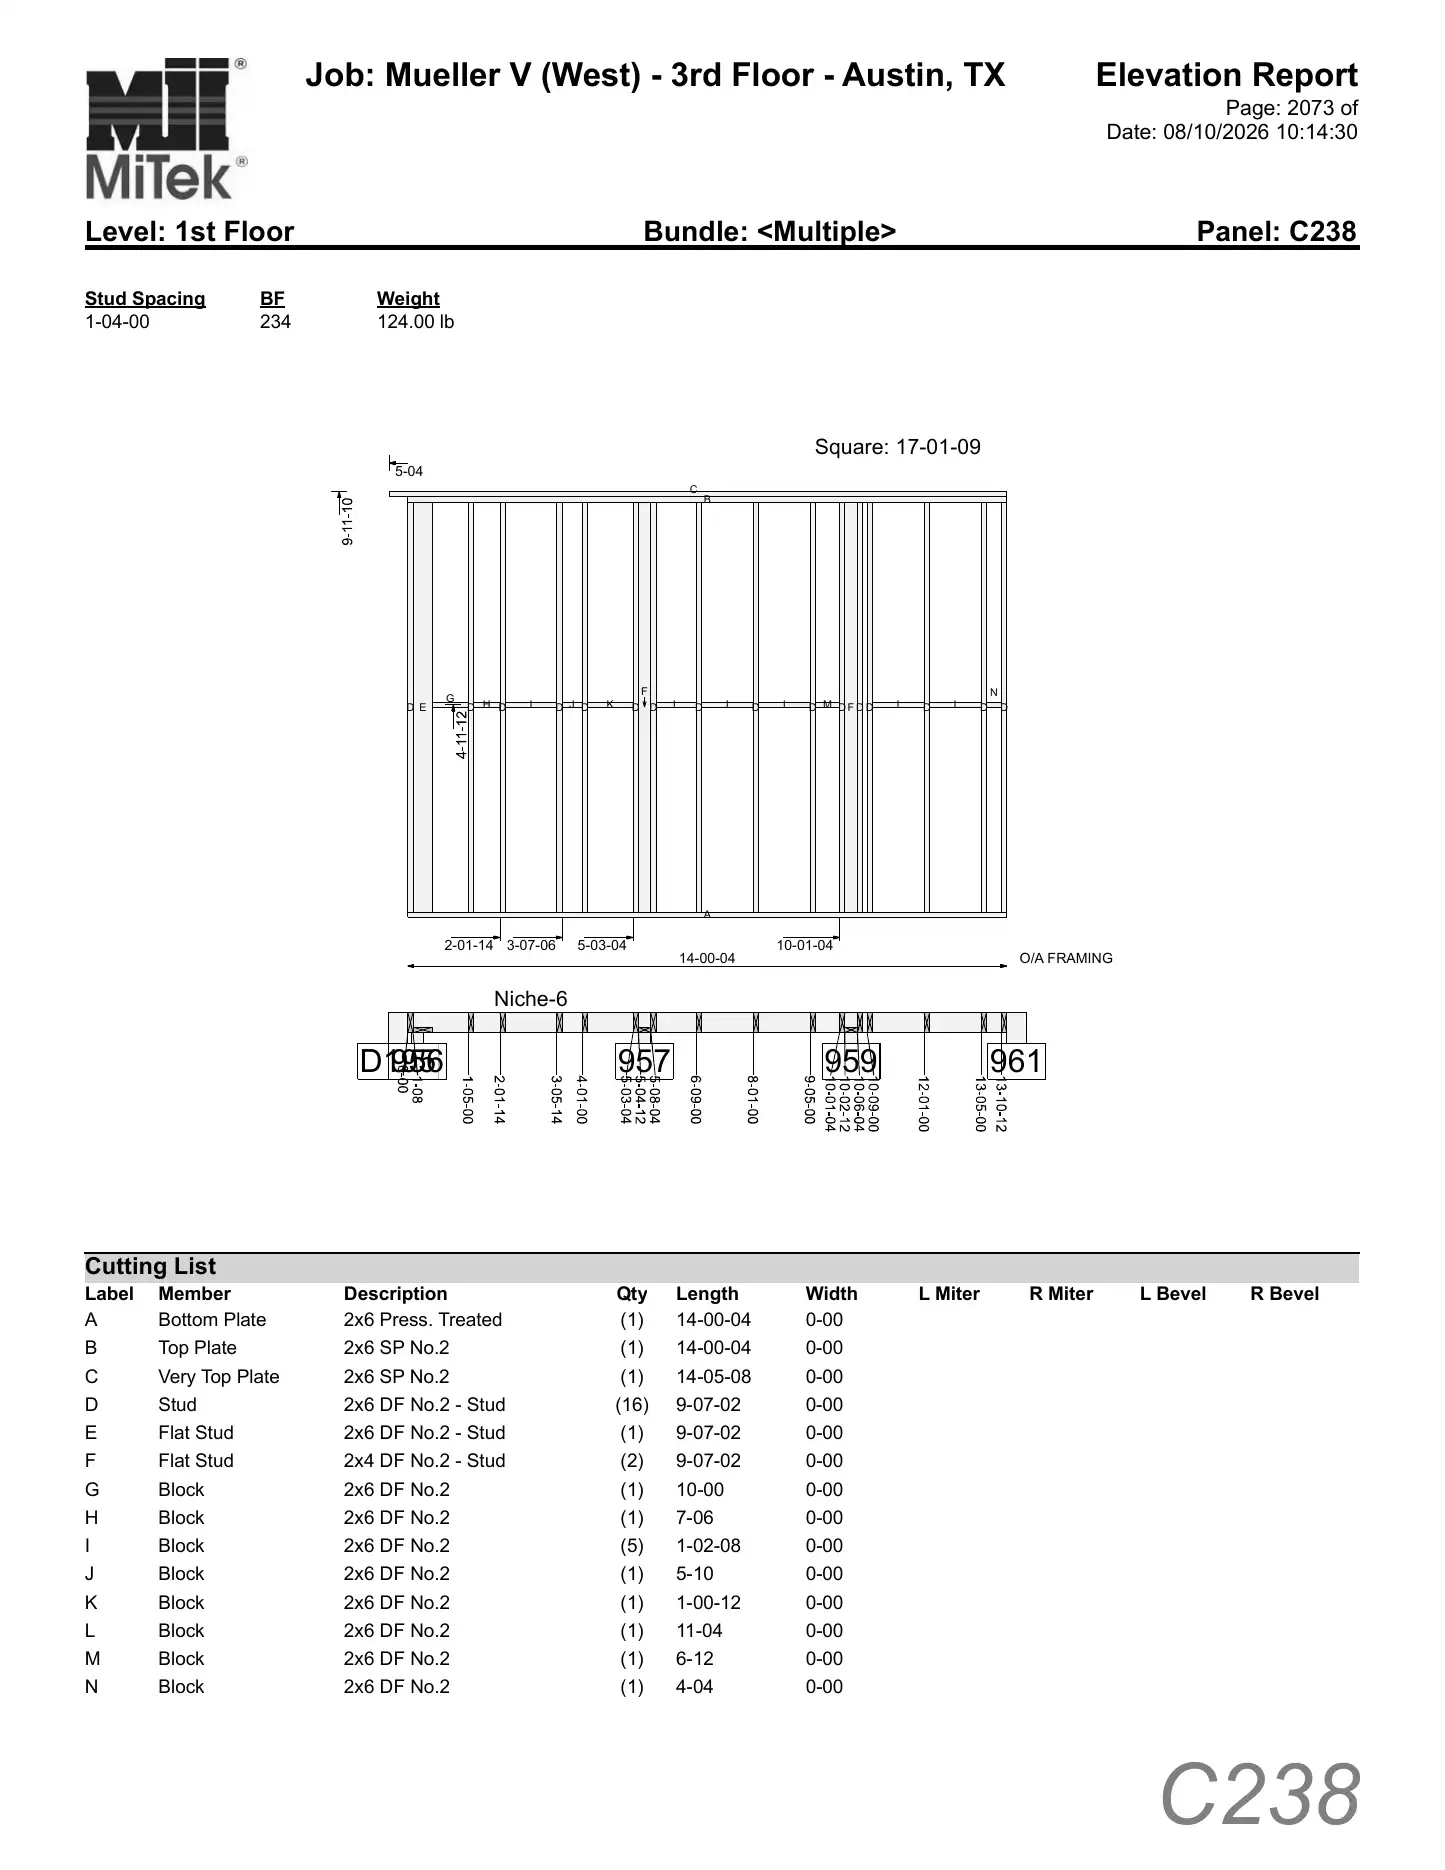 Job: Mueller V (West) - 3rd Floor - Austin, TX
Elevation Report
Page: 2073 of
Date: 08/10/2026 10:14:30
MiTek®
Level: 1st Floor Bundle: <Multiple> Panel: C238
Stud Spacing BF Weight
1-04-00 234 124.00 lb
Square: 17-01-09
5-04
C
B
9-11-10
F
N
G
D E D H D I D J D K D D I D I D I D M F D D I D I D D
4-11-12
A
2-01-14 3-07-06 5-03-04 10-01-04
14-00-04
O/A FRAMING
Niche-6
957 959 961
1-08 1-05-00 2-01-14 3-05-14 4-01-00 5-03-04 5-04-12 5-08-04 6-09-00 8-01-00 9-05-00 10-01-04 10-02-12 10-06-04 10-09-00 12-01-00 13-05-00 13-10-12
Cutting List
Label Member Description Qty Length Width L Miter R Miter L Bevel R Bevel
A Bottom Plate 2x6 Press. Treated (1) 14-00-04 0-00
B Top Plate 2x6 SP No.2 (1) 14-00-04 0-00
C Very Top Plate 2x6 SP No.2 (1) 14-05-08 0-00
D Stud 2x6 DF No.2 - Stud (16) 9-07-02 0-00
E Flat Stud 2x6 DF No.2 - Stud (1) 9-07-02 0-00
F Flat Stud 2x4 DF No.2 - Stud (2) 9-07-02 0-00
G Block 2x6 DF No.2 (1) 10-00 0-00
H Block 2x6 DF No.2 (1) 7-06 0-00
I Block 2x6 DF No.2 (5) 1-02-08 0-00
J Block 2x6 DF No.2 (1) 5-10 0-00
K Block 2x6 DF No.2 (1) 1-00-12 0-00
L Block 2x6 DF No.2 (1) 11-04 0-00
M Block 2x6 DF No.2 (1) 6-12 0-00
N Block 2x6 DF No.2 (1) 4-04 0-00
C238